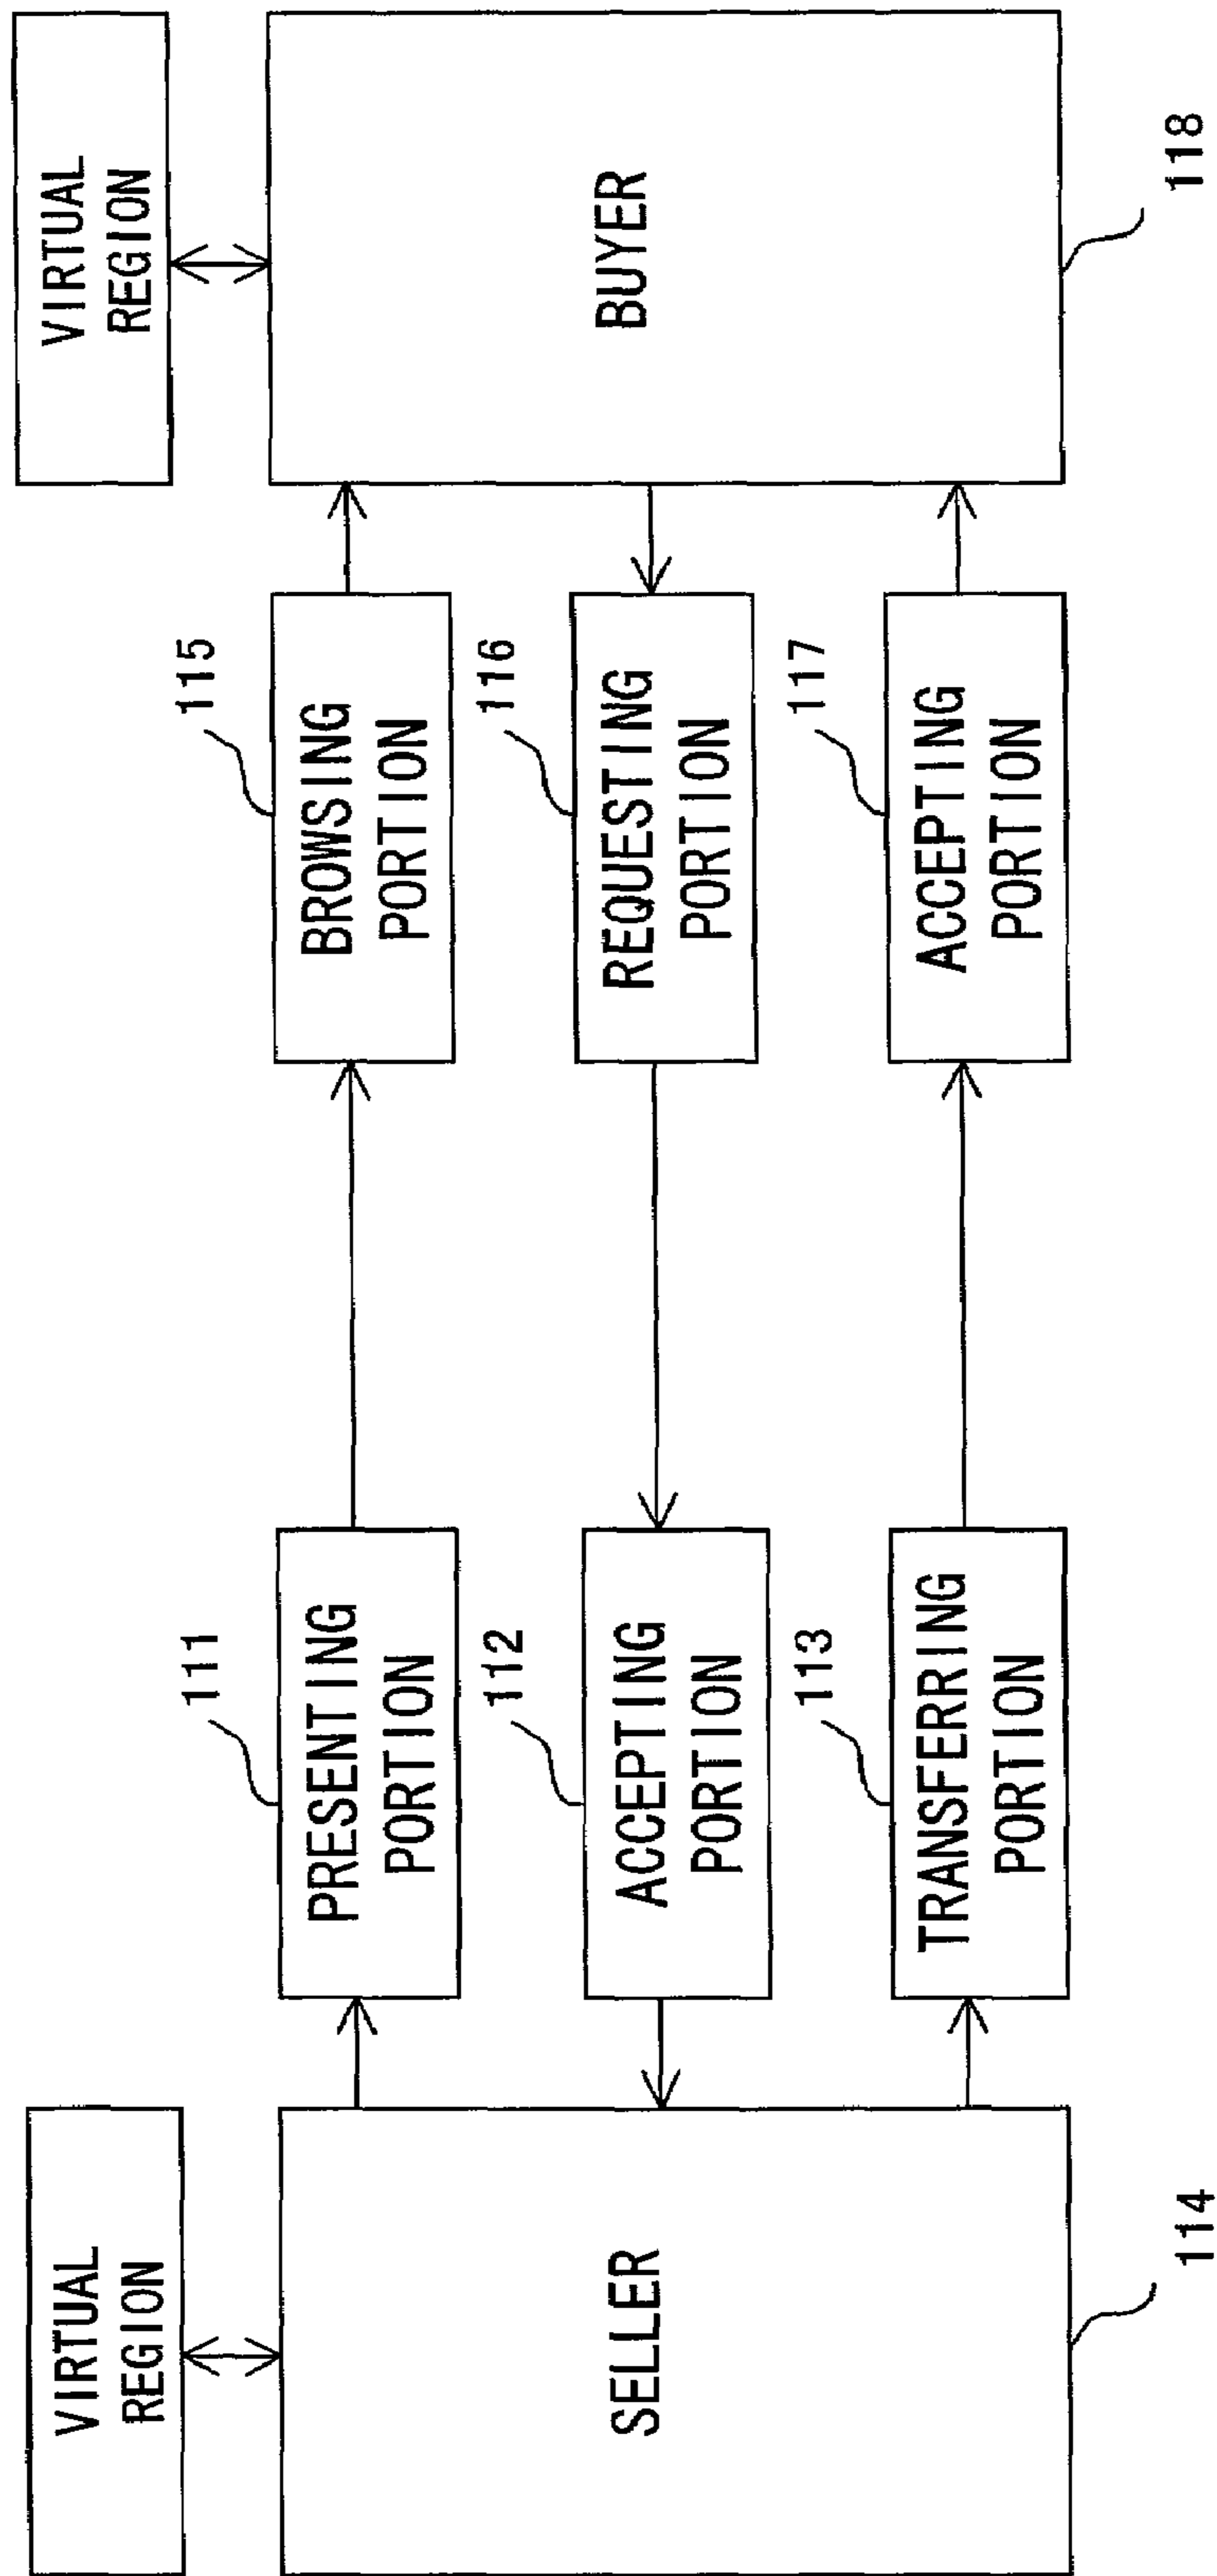 VIRTUAL
REGION
VIRTUAL
REGION
SELLER
114
111
PRESENTING
PORTION
112
ACCEPTING
PORTION
113
TRANSFERRING
PORTION
115
BROWSING
PORTION
116
REQUESTING
PORTION
117
ACCEPTING
PORTION
BUYER
118